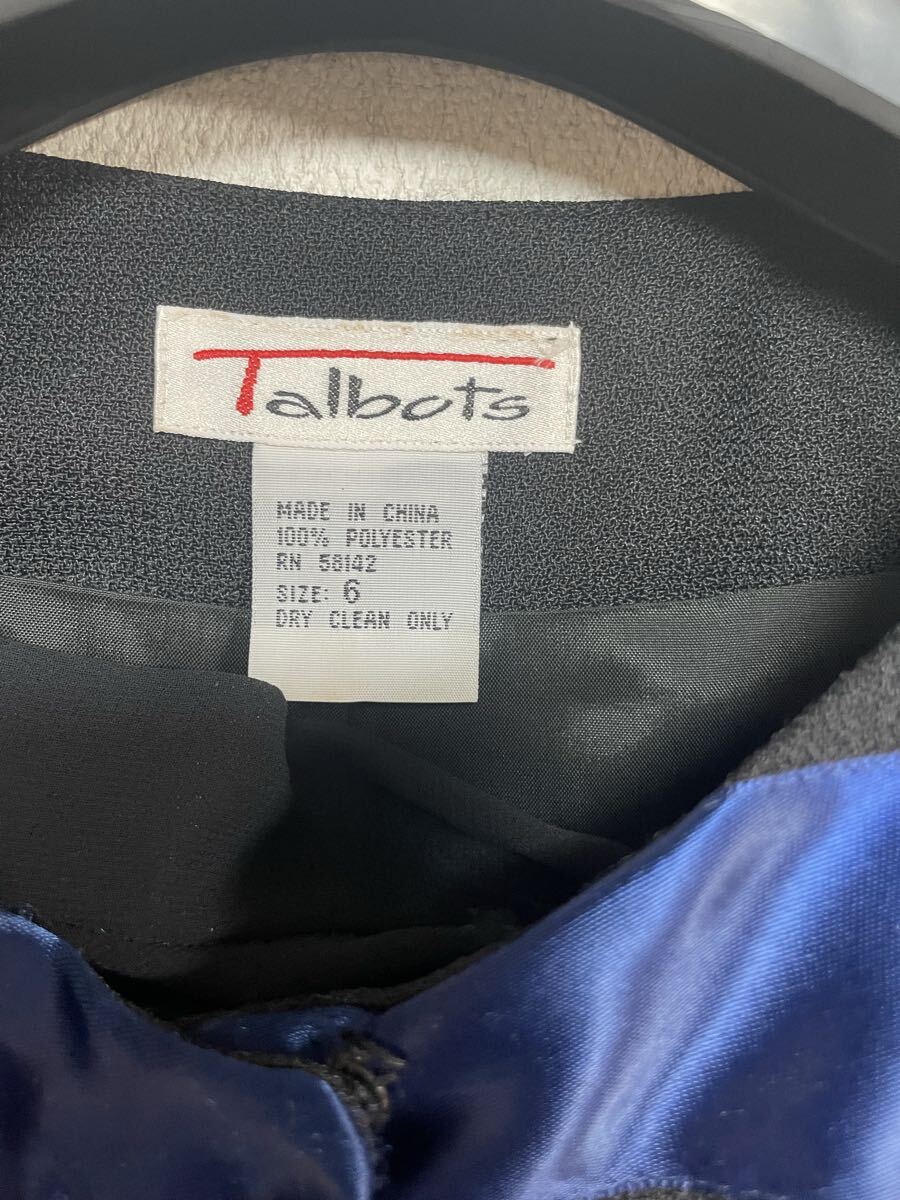 Talbots
MADE IN CHINA
100% POLYESTER
RN 58142
SIZE: 6
DRY CLEAN ONLY